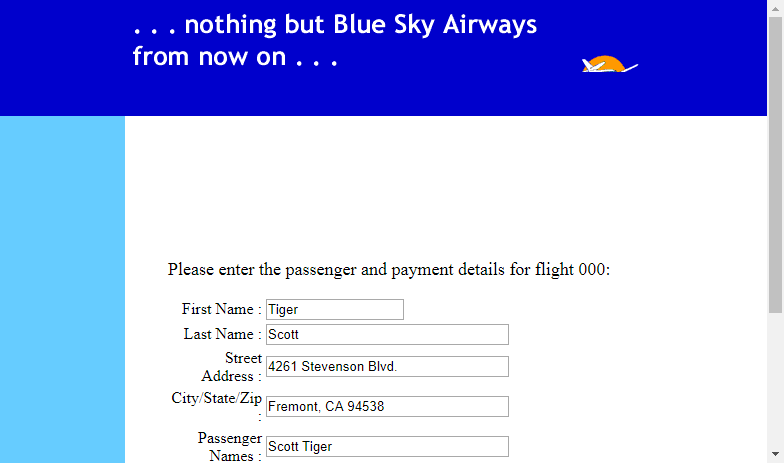 . . . nothing but Blue Sky Airways
from now on . . .
Please enter the passenger and payment details for flight 000:
First Name : Tiger
Last Name : Scott
Street
Address : 4261 Stevenson Blvd.
City/State/Zip
: Fremont, CA 94538
Passenger
Names : Scott Tiger